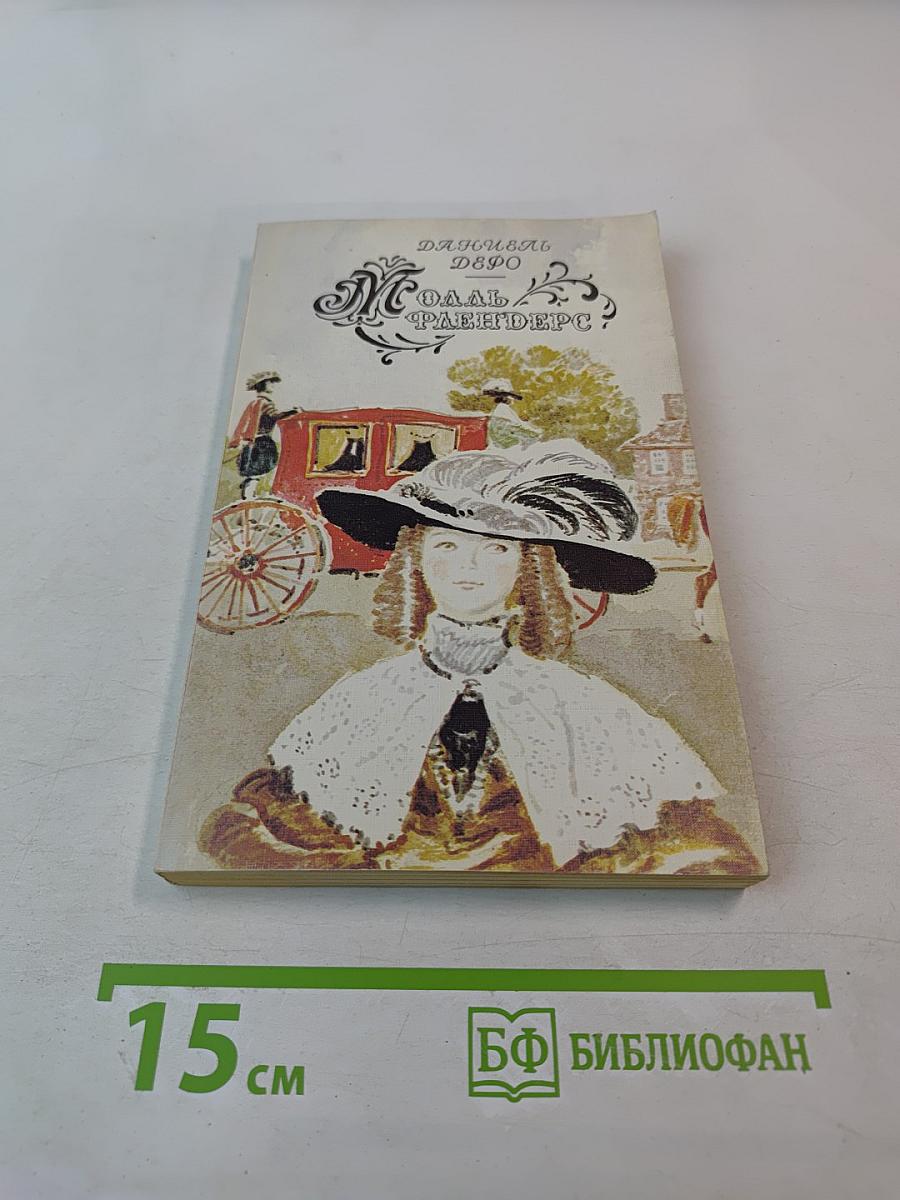 ДАНИЕЛЬ
ДЕФО
МОЛЛЬ
ФЛЕНДЕРС
15 см
БФ БИБЛИОФАН